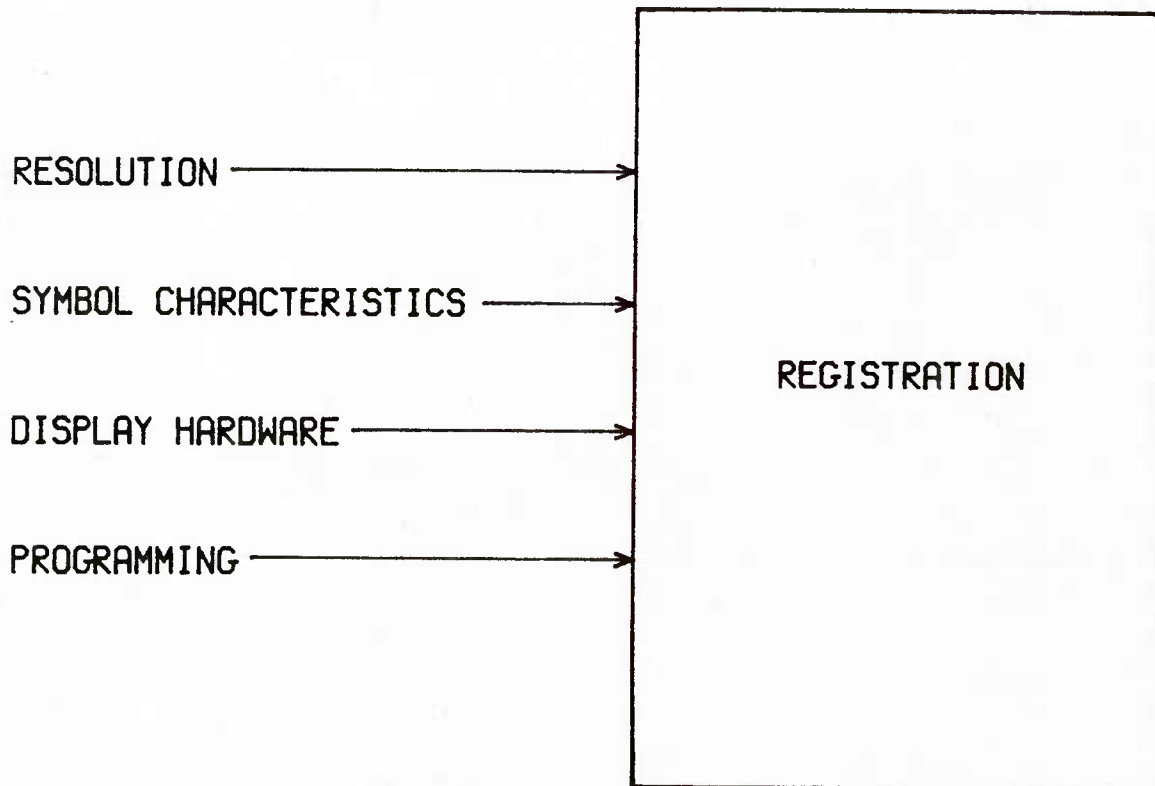 RESOLUTION
SYMBOL CHARACTERISTICS
REGISTRATION
DISPLAY HARDWARE
PROGRAMMING